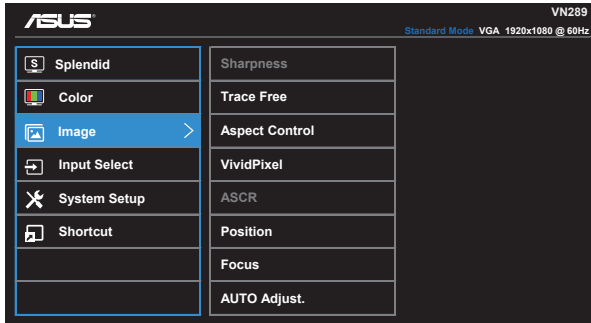 ASUS
VN289
Standard Mode VGA 1920x1080 @ 60Hz
S Splendid
Color
Image
Input Select
System Setup
Shortcut
Sharpness
Trace Free
Aspect Control
VividPixel
ASCR
Position
Focus
AUTO Adjust.